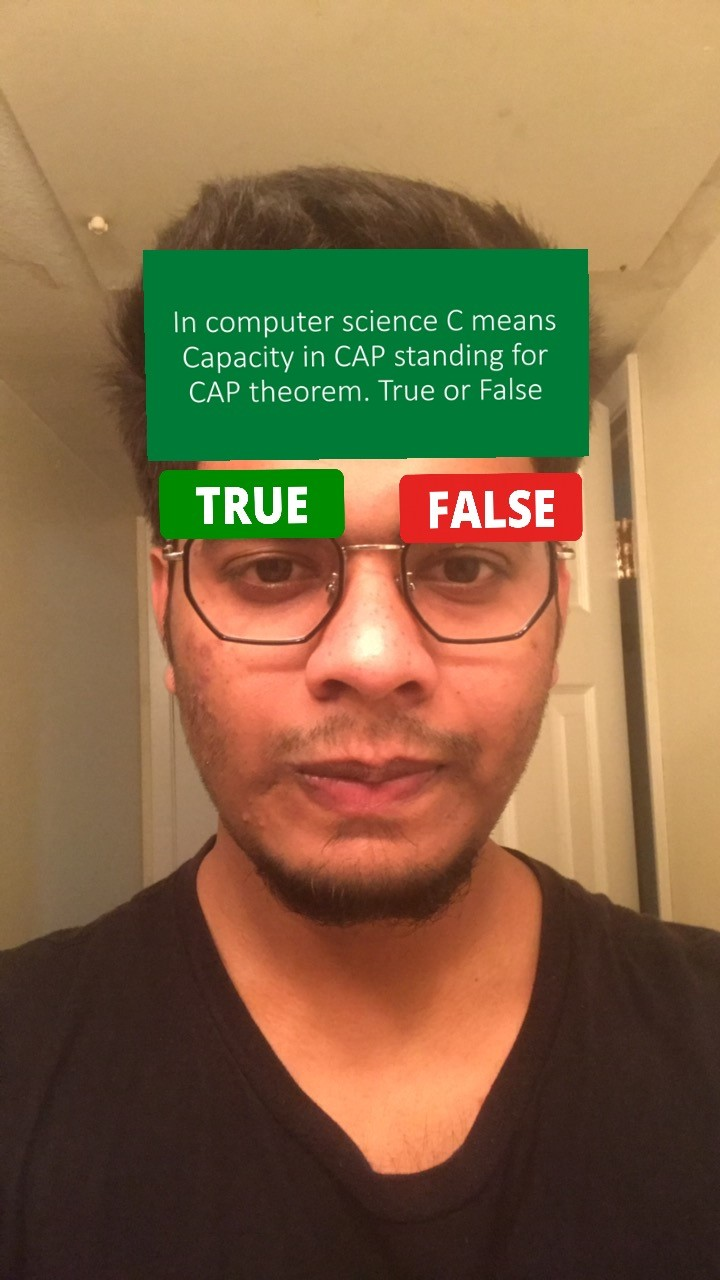 In computer science C means
Capacity in CAP standing for
CAP theorem. True or False
TRUE FALSE